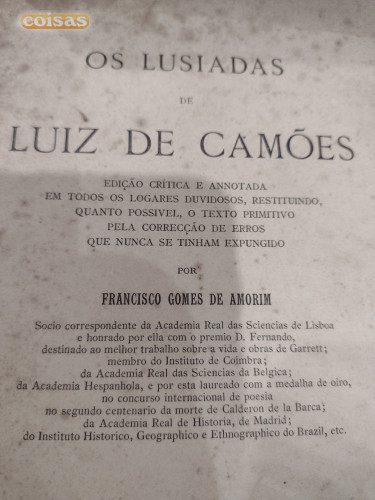 coisas
OS LUSIADAS
DE
LUIZ DE CAMÕES
EDIÇÃO CRÍTICA E ANNOTADA
EM TODOS OS LOGARES DUVIDOSOS, RESTITUINDO,
QUANTO POSSIVEL, O TEXTO PRIMITIVO
PELA CORRECÇÃO DE ERROS
QUE NUNCA SE TINHAM EXPUNGIDO
POR
FRANCISCO GOMES DE AMORIM
Socio correspondente da Academia Real das Sciencias de Lisboa
e honrado por ella com o premio D. Fernando,
destinado ao melhor trabalho sobre a vida e obras de Garrett;
membro do Instituto de Coimbra;
da Academia Real das Sciencias da Belgica;
da Academia Hespanhola, e por esta laureado com a medalha de oiro,
no concurso internacional de poesia
no segundo centenario da morte de Calderon de la Barca;
da Academia Real de Historia, de Madrid;
do Instituto Historico, Geographico e Ethnographico do Brazil, etc.